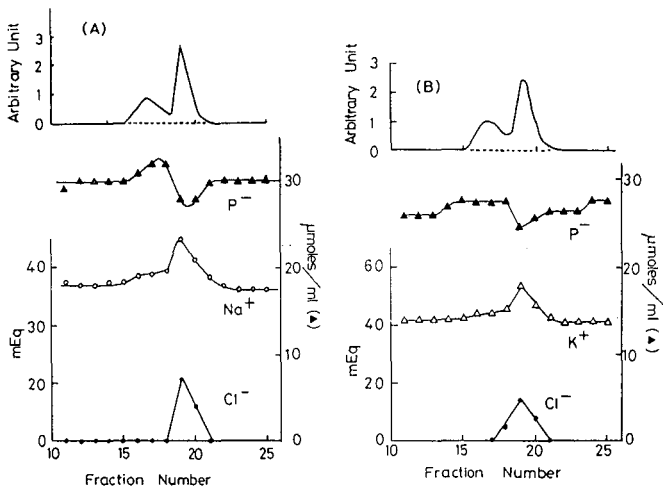 (A)
Arbitrary Unit
3
2
1
0
P⁻
30
40
Na⁺
20
μmoles/ml (▲)
36
mEq
10
20
Cl⁻
0
0
10 15 20 25
Fraction Number
(B)
Arbitrary Unit
3
2
1
0
P⁻
30
60
20
μmoles/ml (▲)
40
K⁺
mEq
10
20
Cl⁻
0
0
10 15 20 25
Fraction Number